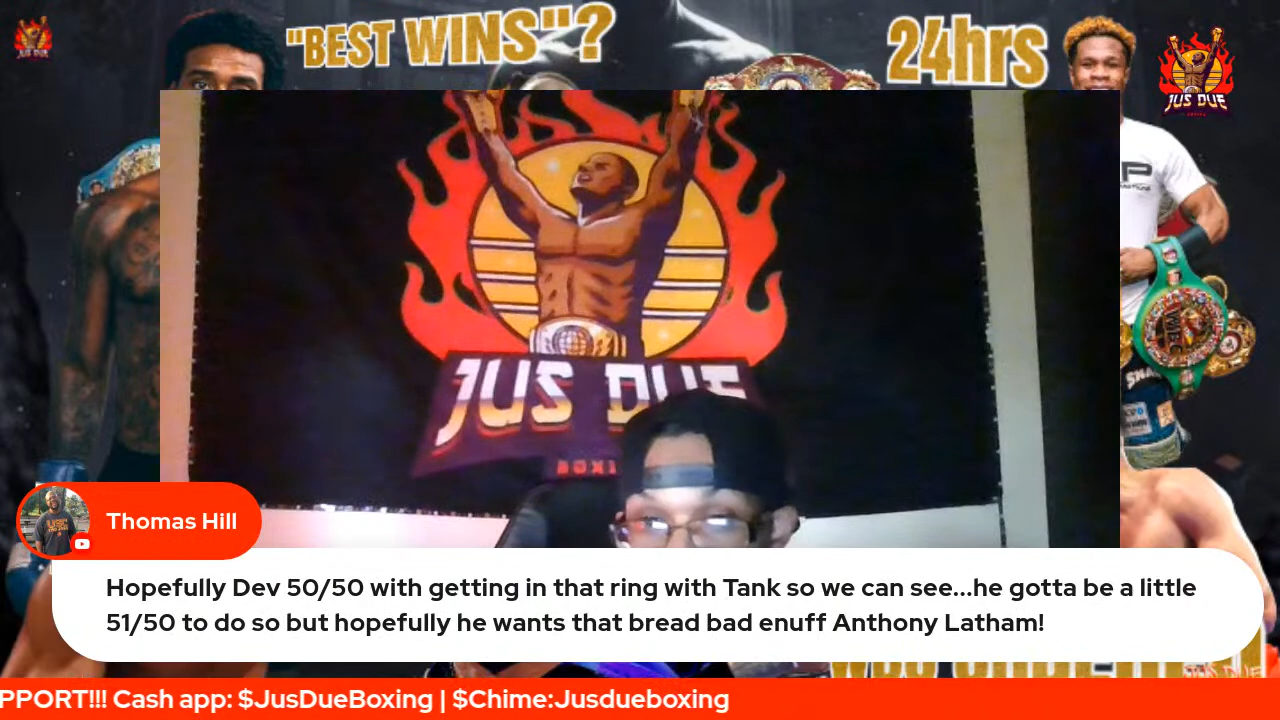 "BEST WINS"?
24hrs
JUS DUE
JUS DUE
Thomas Hill
Hopefully Dev 50/50 with getting in that ring with Tank so we can see...he gotta be a little
51/50 to do so but hopefully he wants that bread bad enuff Anthony Latham!
PPORT!!! Cash app: $JusDueBoxing | $Chime:Jusdueboxing